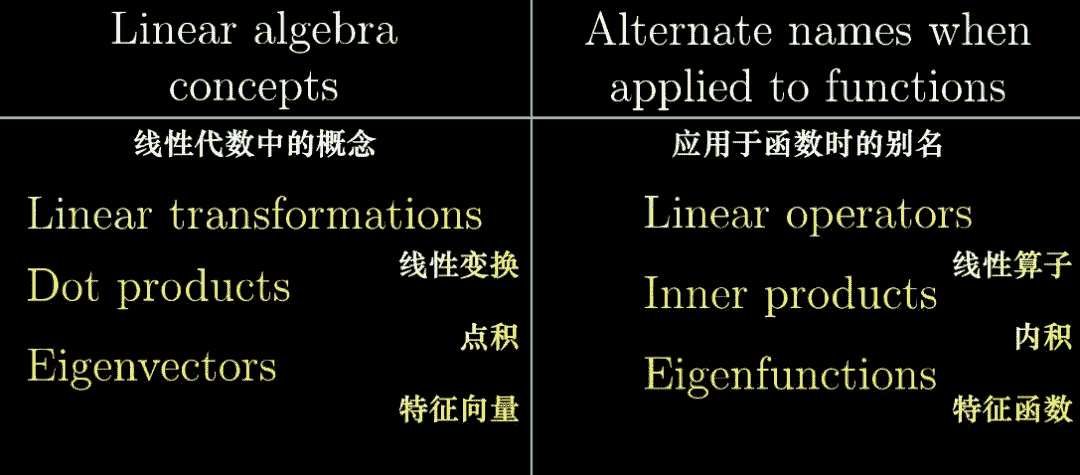 Linear algebra
concepts
线性代数中的概念
Linear transformations
线性变换
Dot products
点积
Eigenvectors
特征向量
Alternate names when
applied to functions
应用于函数时的别名
Linear operators
线性算子
Inner products
内积
Eigenfunctions
特征函数